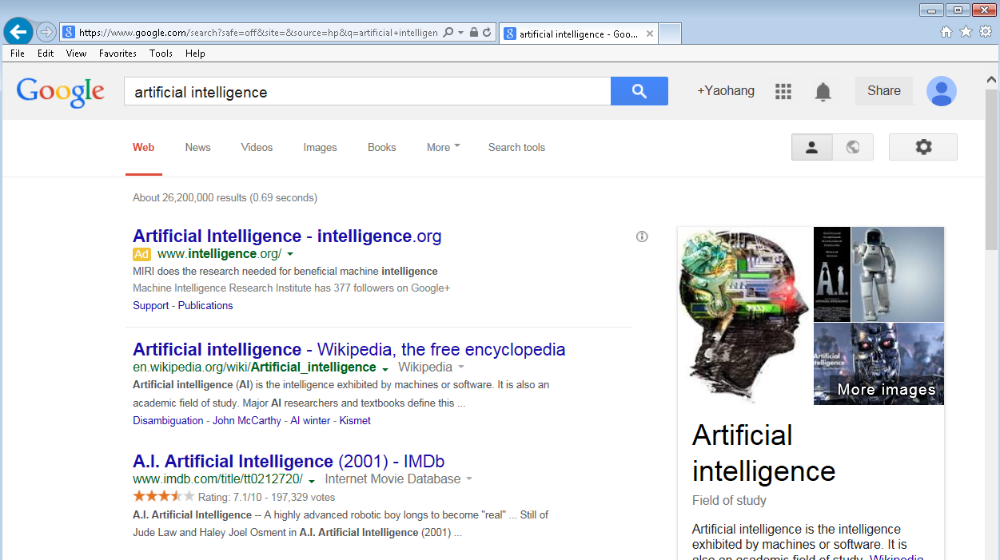 https://www.google.com/search?safe=off&site=&source=hp&q=artificial+intelligen
artificial intelligence - Goo...
File Edit View Favorites Tools Help
Google
artificial intelligence
+Yaohang
Share
Web News Videos Images Books More Search tools
About 26,200,000 results (0.69 seconds)
Artificial Intelligence - intelligence.org
Ad www.intelligence.org/
MIRI does the research needed for beneficial machine intelligence
Machine Intelligence Research Institute has 377 followers on Google+
Support - Publications
Artificial intelligence - Wikipedia, the free encyclopedia
en.wikipedia.org/wiki/Artificial_intelligence Wikipedia
Artificial intelligence (AI) is the intelligence exhibited by machines or software. It is also an
academic field of study. Major AI researchers and textbooks define this ...
Disambiguation - John McCarthy - AI winter - Kismet
A.I. Artificial Intelligence (2001) - IMDb
www.imdb.com/title/tt0212720/ Internet Movie Database
Rating: 7.1/10 - 197,329 votes
A.I. Artificial Intelligence -- A highly advanced robotic boy longs to become "real" ... Still of
Jude Law and Haley Joel Osment in A.I. Artificial Intelligence (2001) ...
A.I.
Artificial
Intelligence
More images
Artificial
intelligence
Field of study
Artificial intelligence is the intelligence
exhibited by machines or software. It is
also an academic field of study. Wikipedia